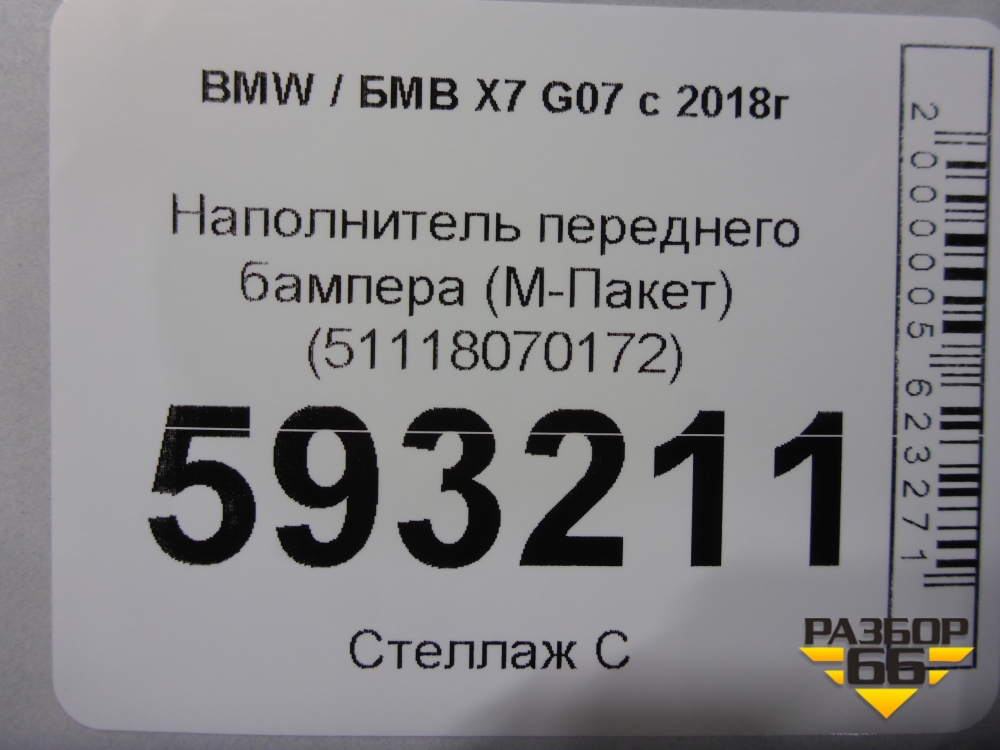 BMW / БМВ X7 G07 с 2018г
Наполнитель переднего
бампера (М-Пакет)
(51118070172)
593211
Стеллаж С
2000005623271
РАЗБОР
66